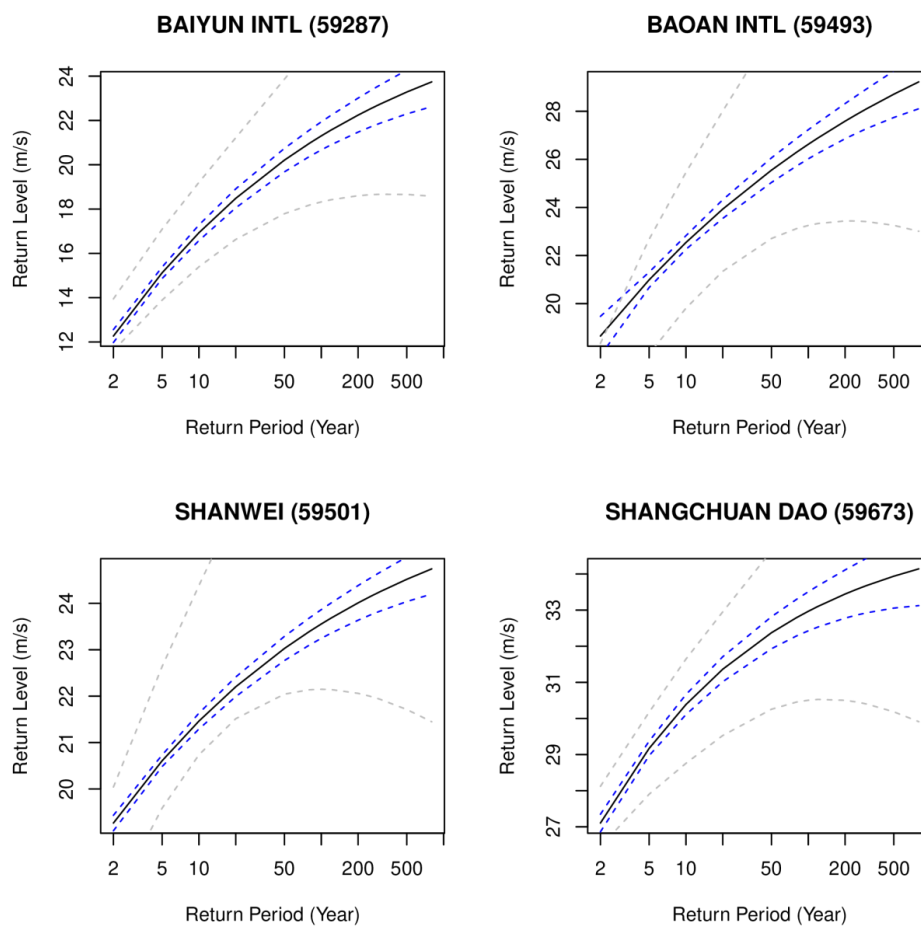 BAIYUN INTL (59287)
Return Level (m/s)
24
22
20
18
16
14
12
2 5 10 50 200 500
Return Period (Year)
BAOAN INTL (59493)
Return Level (m/s)
28
26
24
22
20
2 5 10 50 200 500
Return Period (Year)
SHANWEI (59501)
Return Level (m/s)
24
23
22
21
20
2 5 10 50 200 500
Return Period (Year)
SHANGCHUAN DAO (59673)
Return Level (m/s)
33
31
29
27
2 5 10 50 200 500
Return Period (Year)